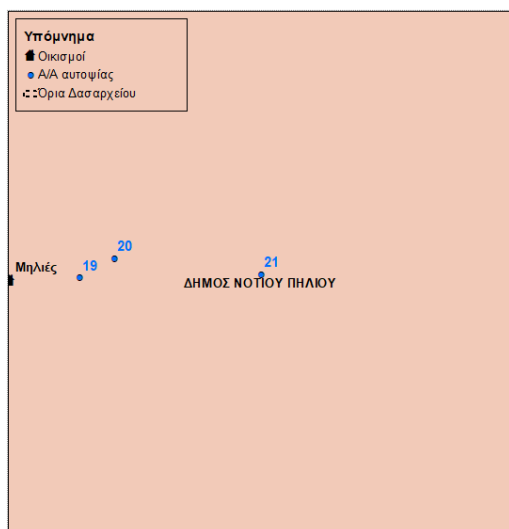 Υπόμνημα
Οικισμοί
Α/Α αυτοψίας
Όρια Δασαρχείου
20
Μηλιές
19
21
ΔΗΜΟΣ ΝΟΤΙΟΥ ΠΗΛΙΟΥ